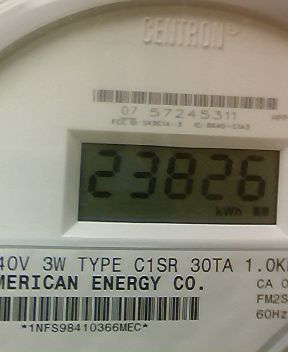 CENTRON®
07 57245311
23826
kWh
40V 3W TYPE C1SR 30TA 1.0K
MERICAN ENERGY CO.
CA 0
FM2S
60Hz
*1NFS98410366MEC*